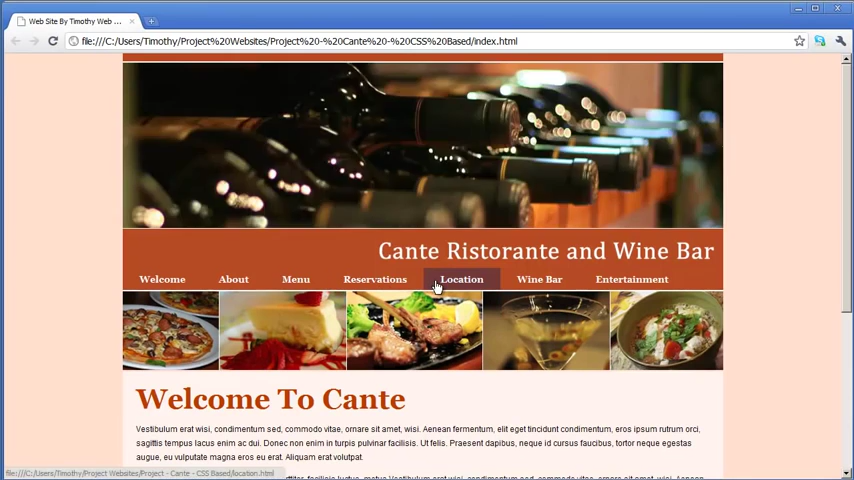 Web Site By Timothy Web ...
file:///C:/Users/Timothy/Project%20Websites/Project%20-%20Cante%20-%20CSS%20Based/index.html
Cante Ristorante and Wine Bar
Welcome About Menu Reservations Location Wine Bar Entertainment
Welcome To Cante
Vestibulum erat wisi, condimentum sed, commodo vitae, ornare sit amet, wisi. Aenean fermentum, elit eget tincidunt condimentum, eros ipsum rutrum orci,
sagittis tempus lacus enim ac dui. Donec non enim in turpis pulvinar facilisis. Ut felis. Praesent dapibus, neque id cursus faucibus, tortor neque egestas
augue, eu vulputate magna eros eu erat. Aliquam erat volutpat.
file:///C:/Users/Timothy/Project Websites/Project - Cante - CSS Based/location.html